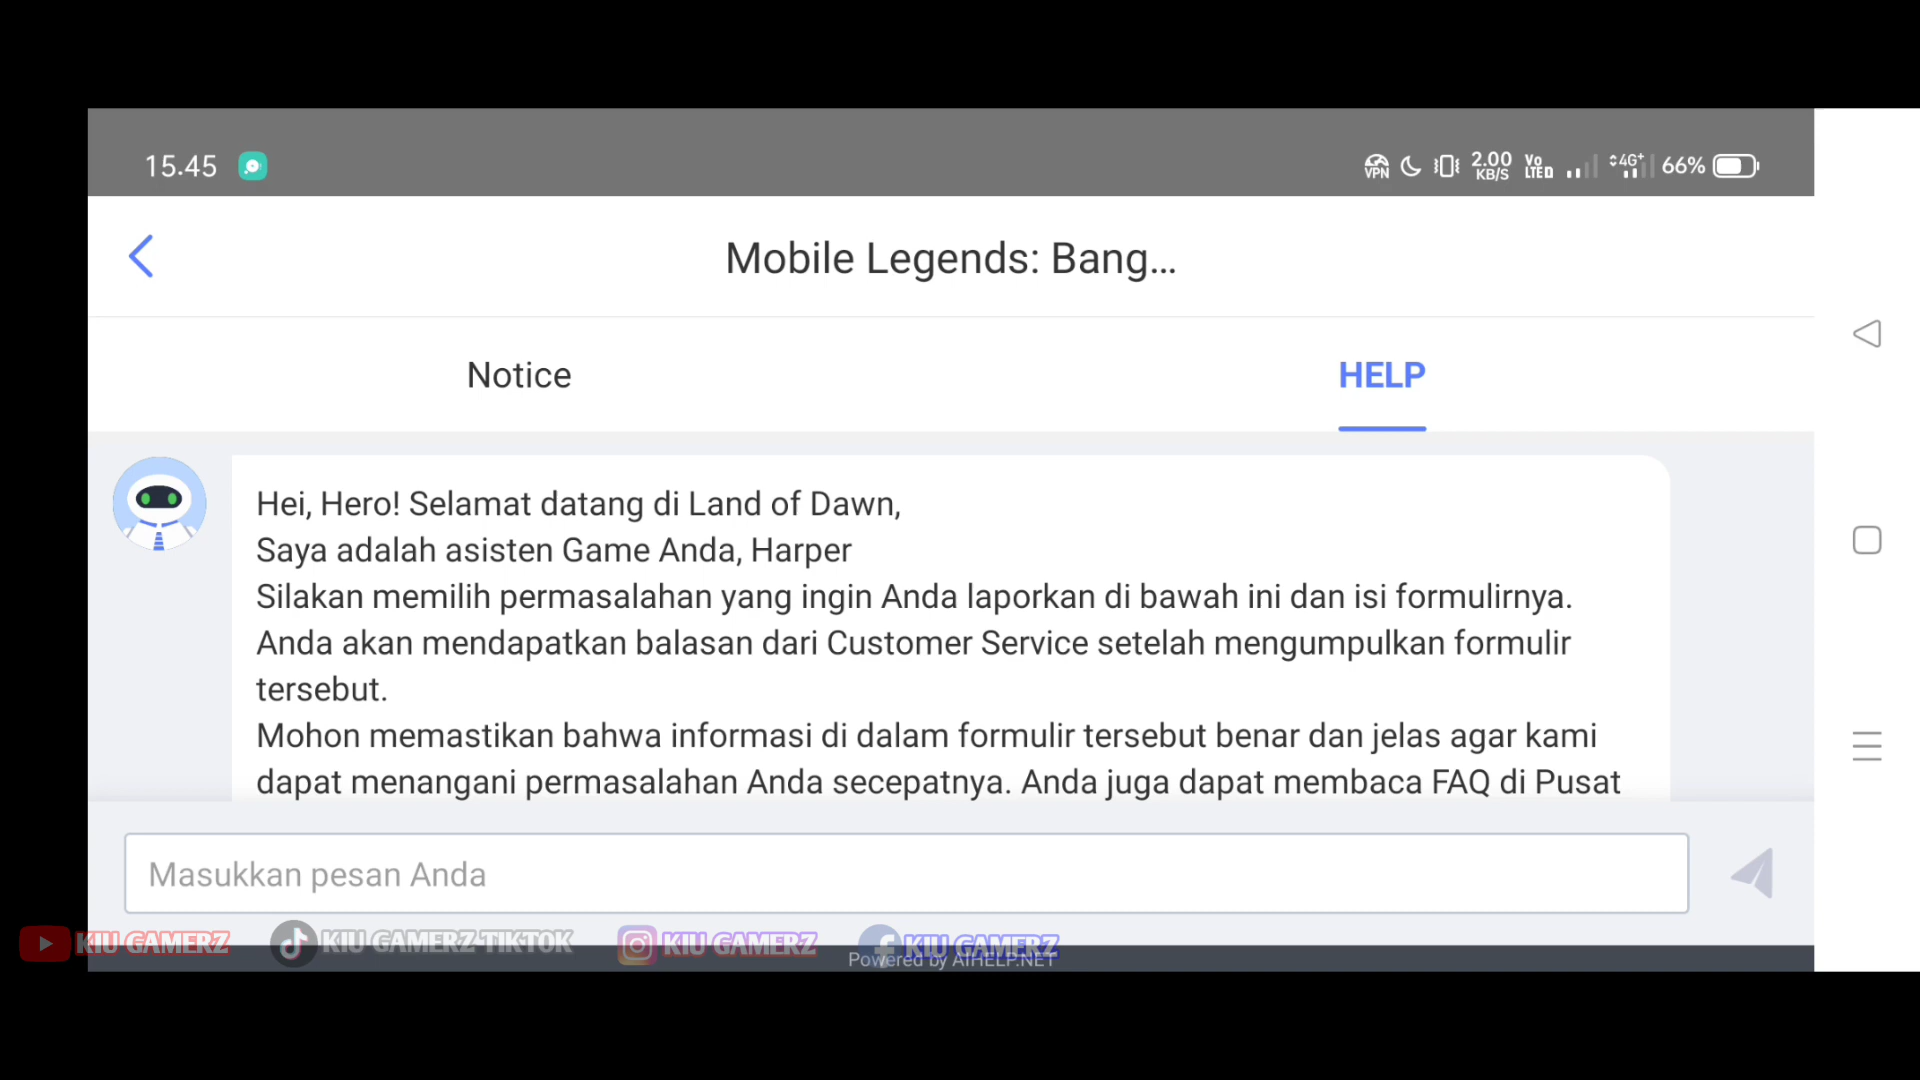 15.45
VPN 2.00 KB/S Vo LTE 4G+ 66%
Mobile Legends: Bang...
Notice
HELP
Hei, Hero! Selamat datang di Land of Dawn,
Saya adalah asisten Game Anda, Harper
Silakan memilih permasalahan yang ingin Anda laporkan di bawah ini dan isi formulirnya.
Anda akan mendapatkan balasan dari Customer Service setelah mengumpulkan formulir
tersebut.
Mohon memastikan bahwa informasi di dalam formulir tersebut benar dan jelas agar kami
dapat menangani permasalahan Anda secepatnya. Anda juga dapat membaca FAQ di Pusat
Masukkan pesan Anda
KIU GAMERZ
KIU GAMERZ TIKTOK
KIU GAMERZ
KIU GAMERZ
Powered by AIHELP.NET